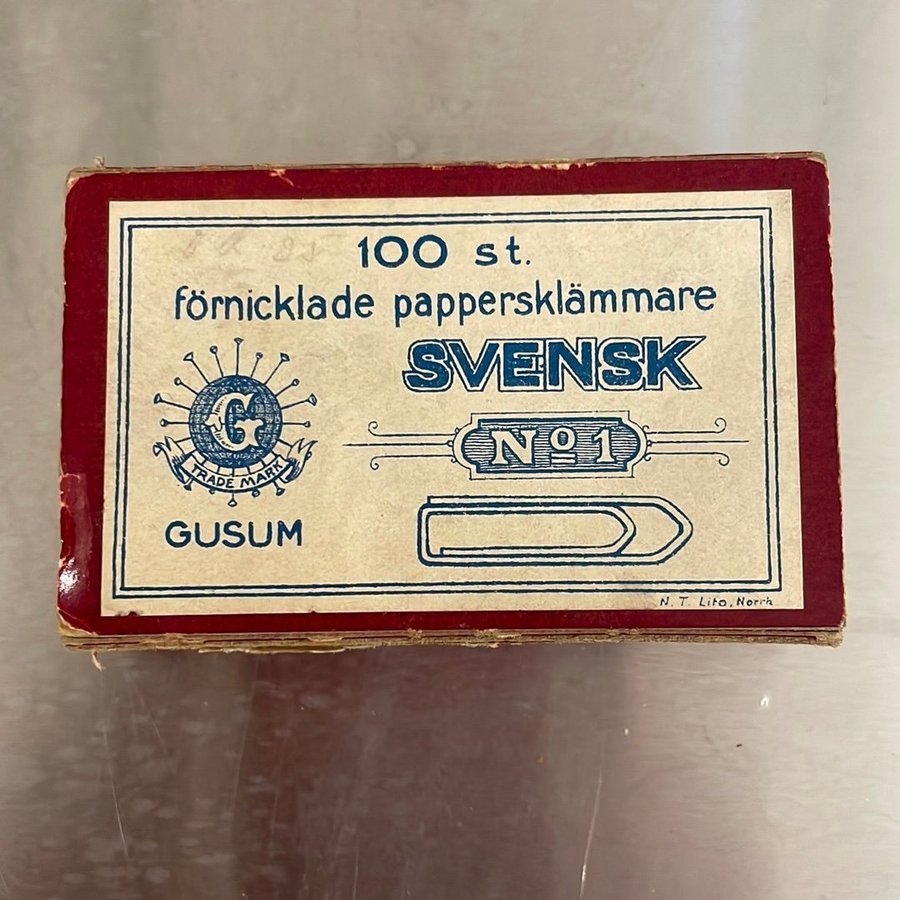 100 st.
förnicklade pappersklämmare
SVENSK
No 1
G
TRADE MARK
GUSUM
N. T. Lito, Norrk